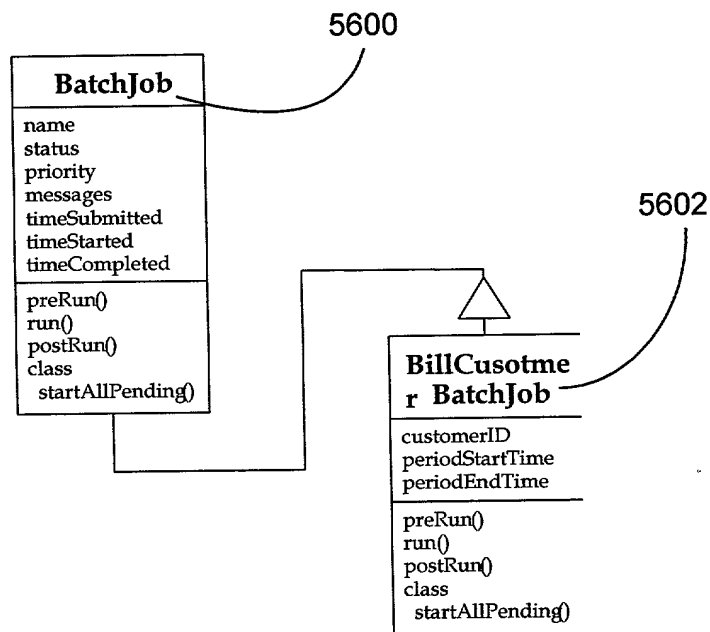 5600
BatchJob
name
status
priority
messages
timeSubmitted
timeStarted
timeCompleted
preRun()
run()
postRun()
class
startAllPending()
5602
BillCusotme
r BatchJob
customerID
periodStartTime
periodEndTime
preRun()
run()
postRun()
class
startAllPending()